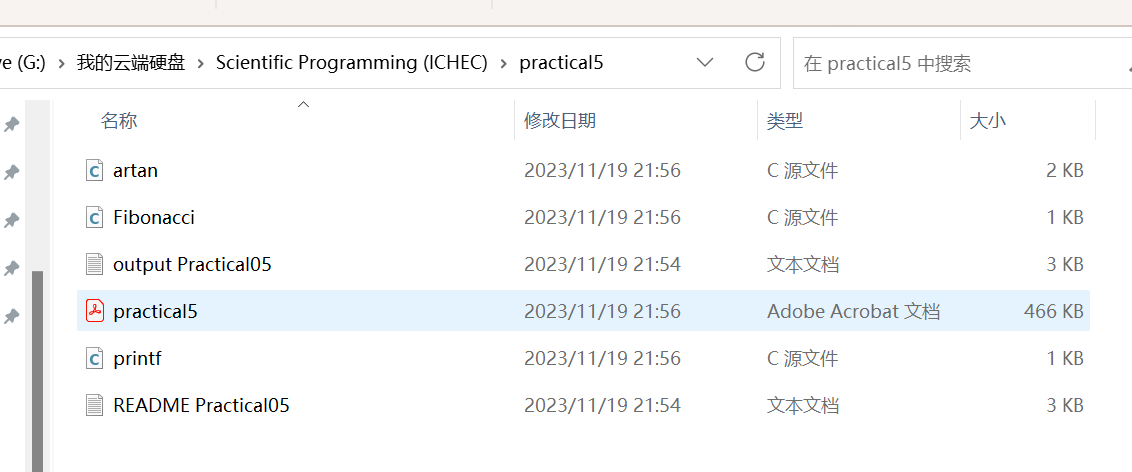 ve (G:) › 我的云端硬盘 › Scientific Programming (ICHEC) › practical5 在 practical5 中搜索
名称 修改日期 类型 大小
artan 2023/11/19 21:56 C 源文件 2 KB
Fibonacci 2023/11/19 21:56 C 源文件 1 KB
output Practical05 2023/11/19 21:54 文本文档 3 KB
practical5 2023/11/19 21:56 Adobe Acrobat 文档 466 KB
printf 2023/11/19 21:56 C 源文件 1 KB
README Practical05 2023/11/19 21:54 文本文档 3 KB